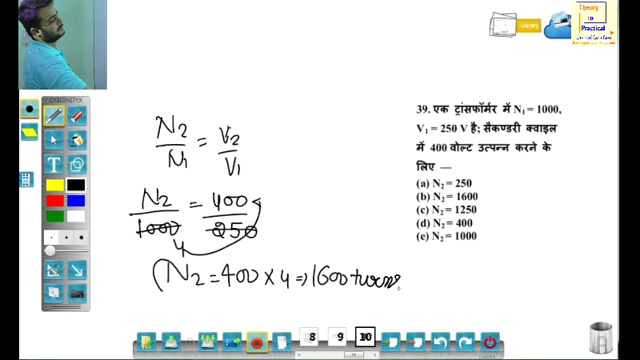 Theory
to
Practical
Library
CYBERNETYX
39. एक ट्रांसफॉर्मर में N₁ = 1000,
V₁ = 250 V है; सैकण्डरी क्वाइल
में 400 वोल्ट उत्पन्न करने के
लिए —
(a) N₂ = 250
(b) N₂ = 1600
(c) N₂ = 1250
(d) N₂ = 400
(e) N₂ = 1000
N₂/N₁ = V₂/V₁
N₂/1000 = 400/250
4
N₂ = 400 × 4 ⇒ 1600 turns
8 9 10